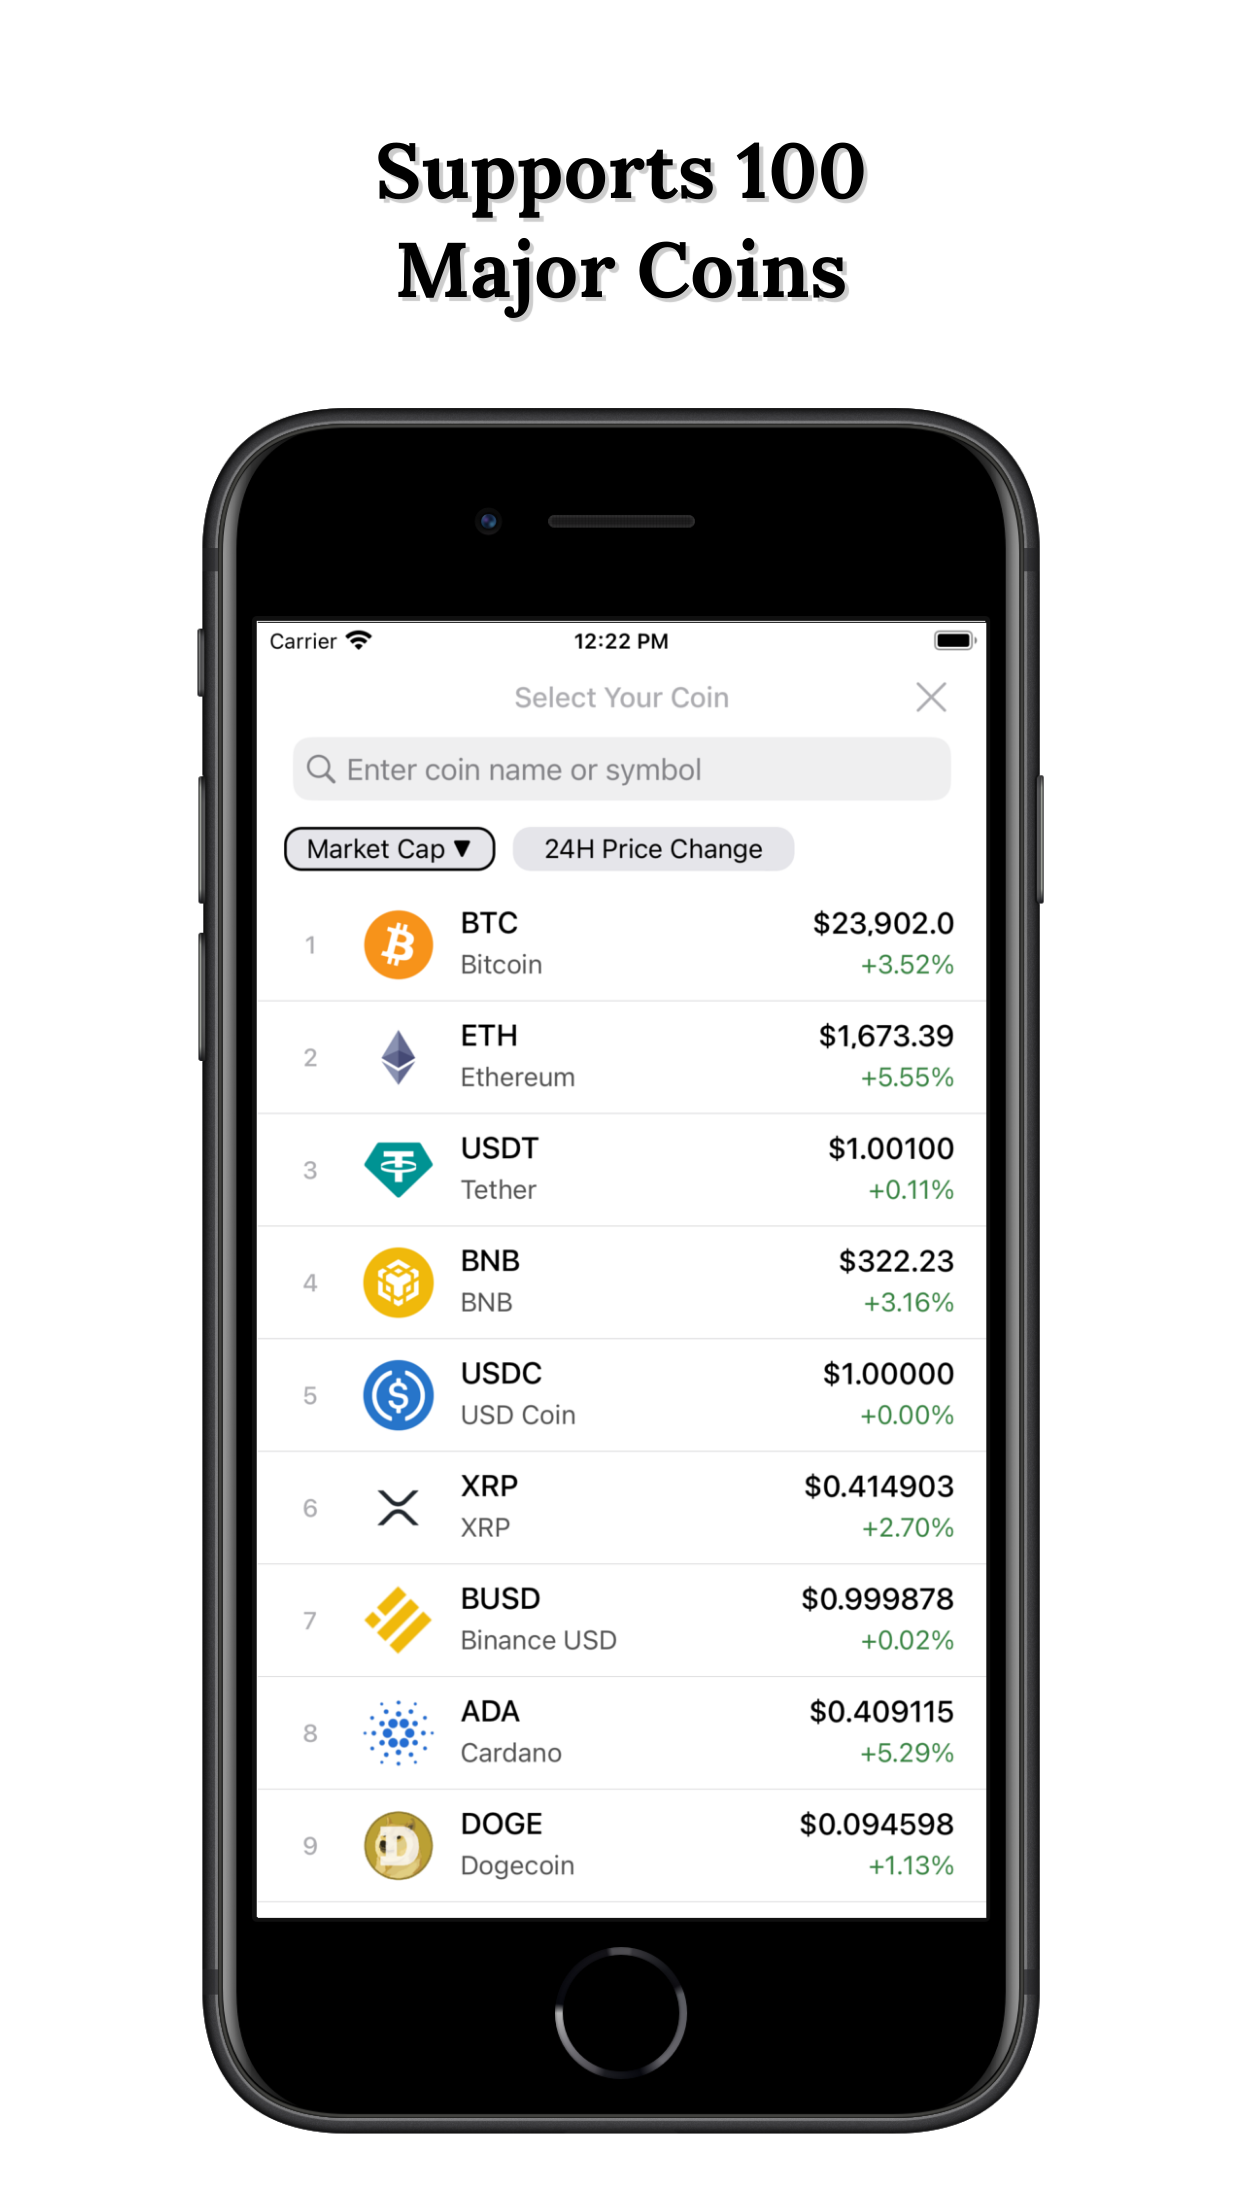 Supports 100
Major Coins
Carrier 12:22 PM
Select Your Coin
Enter coin name or symbol
Market Cap ▼ 24H Price Change
1 BTC $23,902.0
Bitcoin +3.52%
2 ETH $1,673.39
Ethereum +5.55%
3 USDT $1.00100
Tether +0.11%
4 BNB $322.23
BNB +3.16%
5 USDC $1.00000
USD Coin +0.00%
6 XRP $0.414903
XRP +2.70%
7 BUSD $0.999878
Binance USD +0.02%
8 ADA $0.409115
Cardano +5.29%
9 DOGE $0.094598
Dogecoin +1.13%